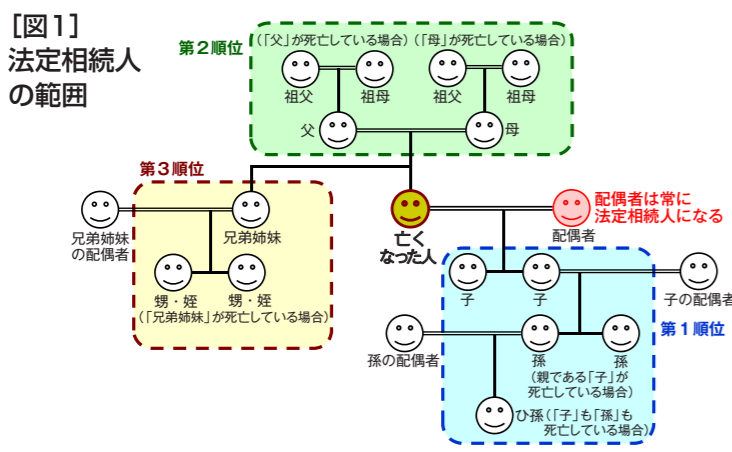 [図1]
法定相続人
の範囲
第2順位
(「父」が死亡している場合)
(「母」が死亡している場合)
祖父
祖母
祖父
祖母
父
母
第3順位
兄弟姉妹
の配偶者
兄弟姉妹
亡く
なった人
配偶者
配偶者は常に
法定相続人になる
甥・姪
甥・姪
(「兄弟姉妹」が死亡している場合)
子
子
子の配偶者
第1順位
孫の配偶者
孫
孫
(親である「子」が
死亡している場合)
ひ孫(「子」も「孫」も
死亡している場合)